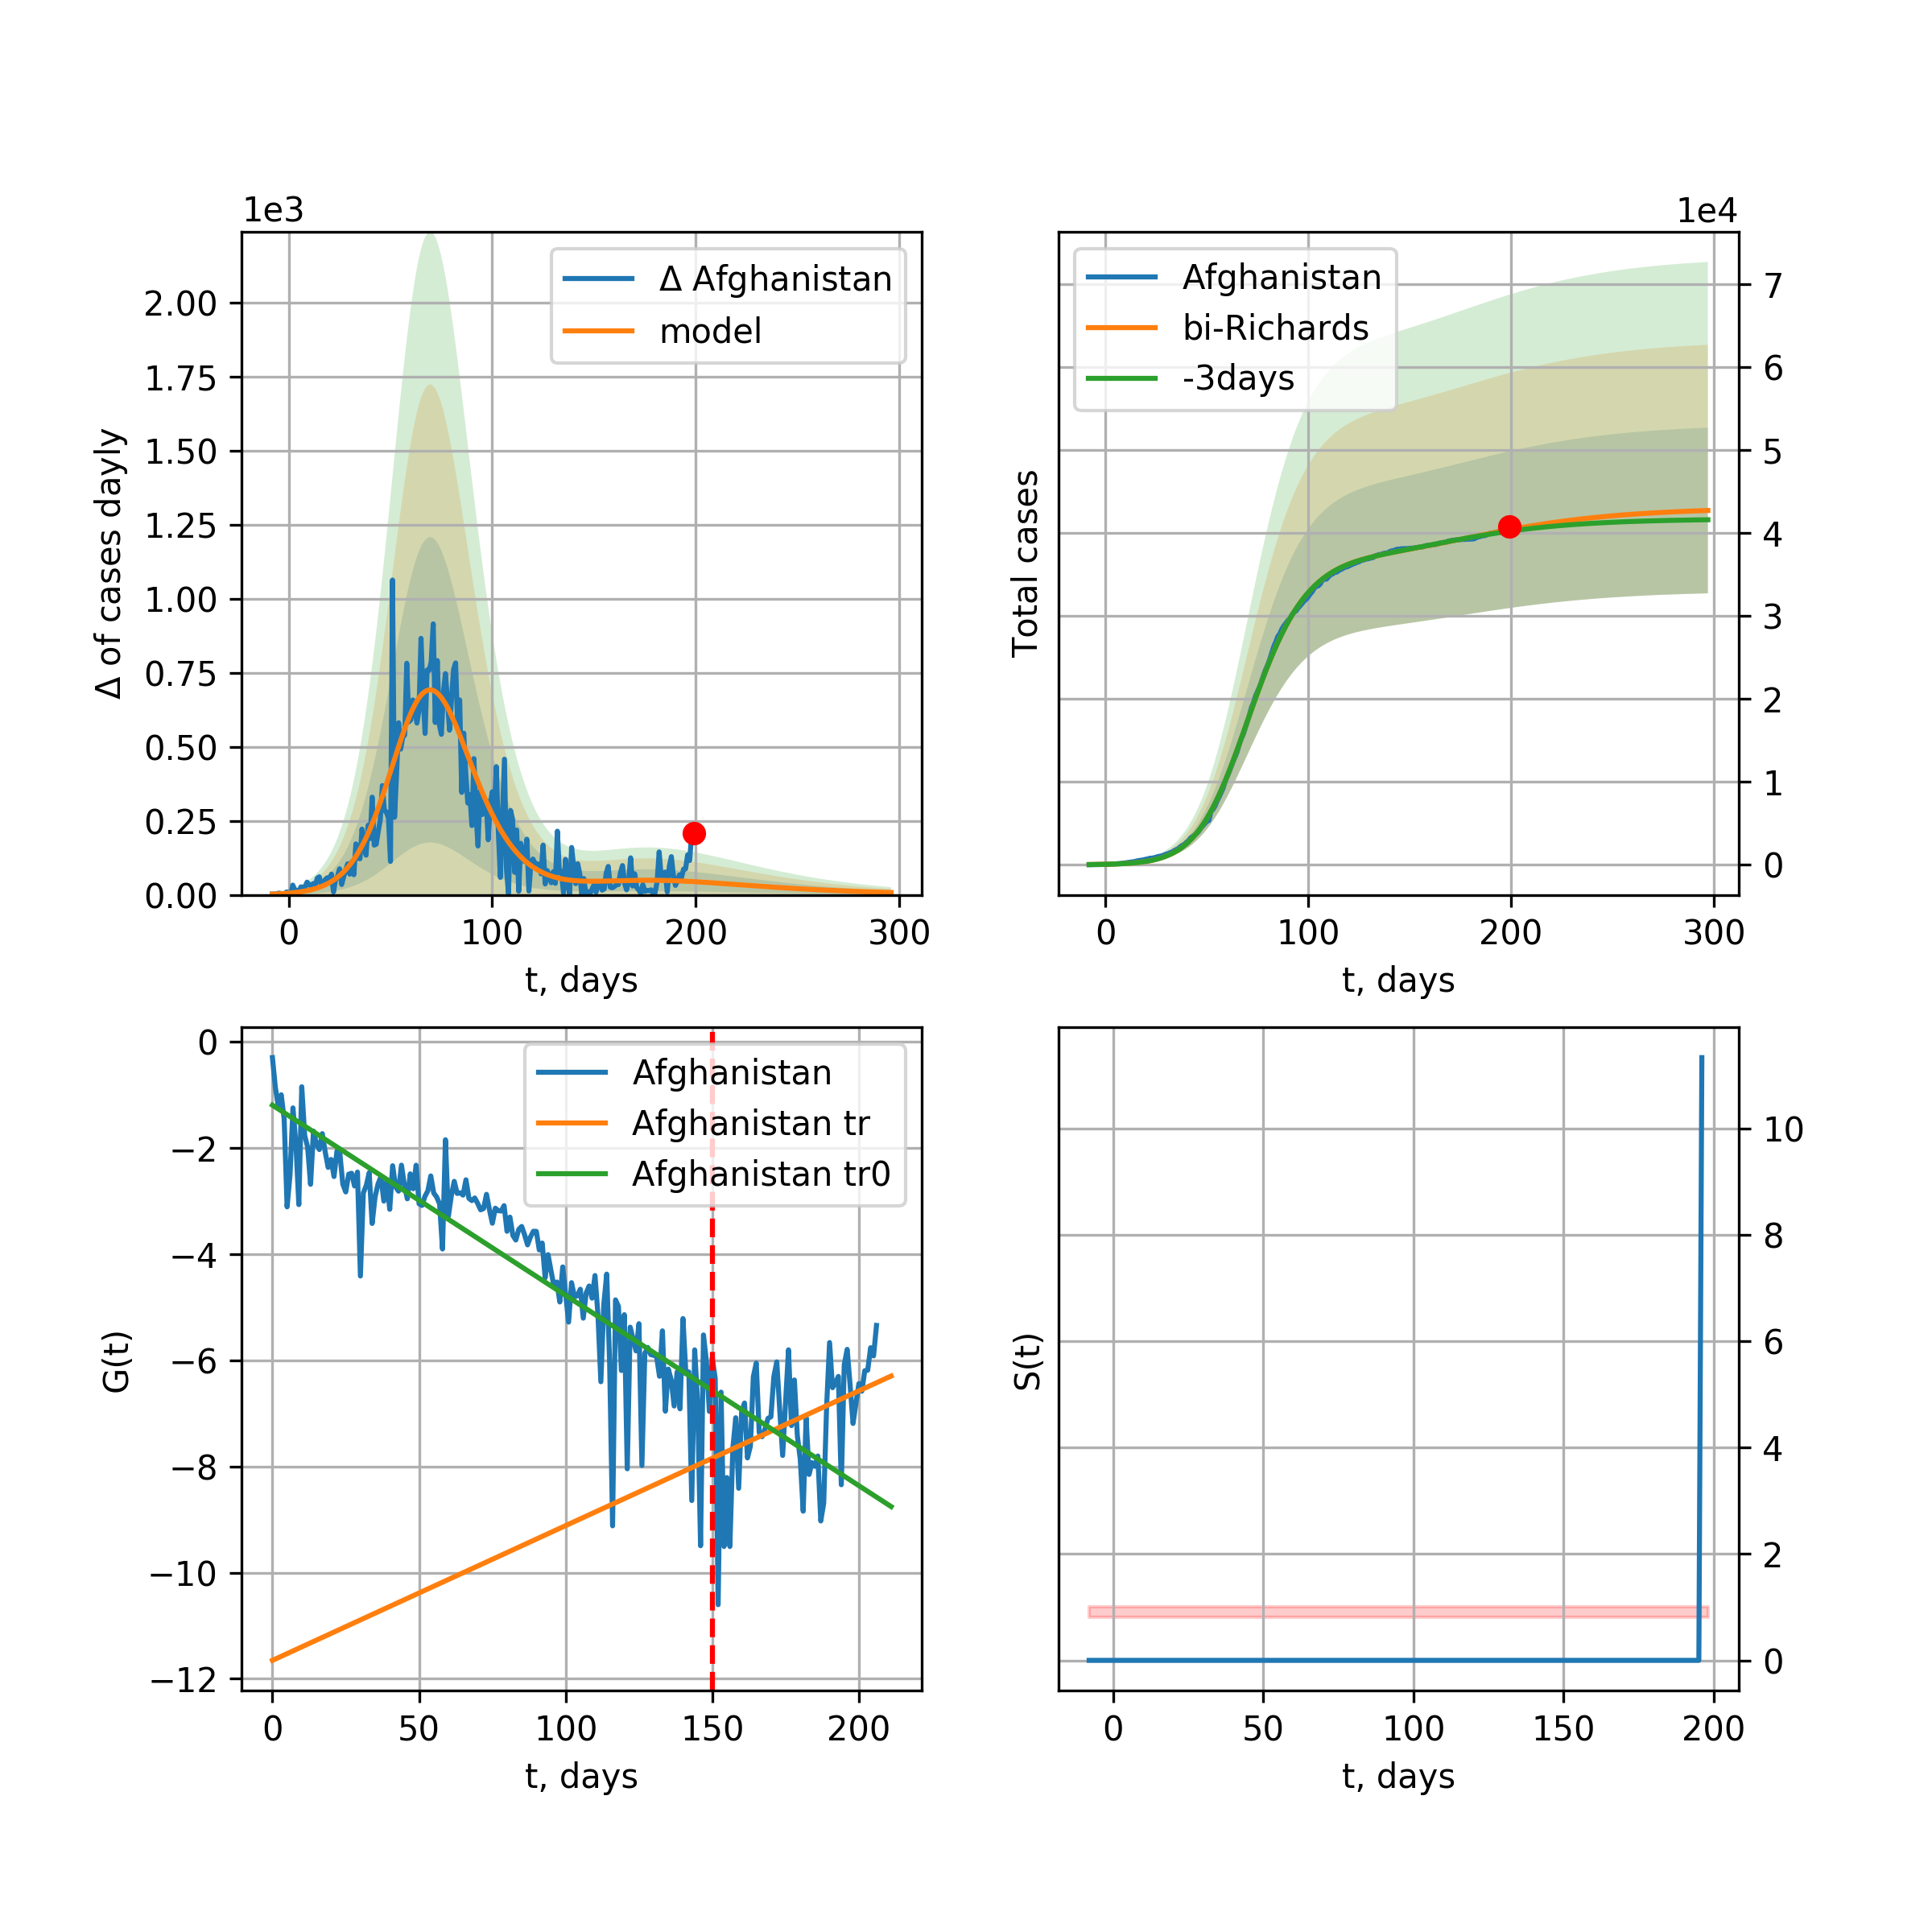 1e3
2.00
1.75
1.50
1.25
1.00
0.75
0.50
0.25
0.00
0 100 200 300
Δ of cases dayly
t, days
Δ Afghanistan
model
1e4
7
6
5
4
3
2
1
0
0 100 200 300
Total cases
t, days
Afghanistan
bi-Richards
-3days
0
−2
−4
−6
−8
−10
−12
0 50 100 150 200
G(t)
t, days
Afghanistan
Afghanistan tr
Afghanistan tr0
10
8
6
4
2
0
0 50 100 150 200
S(t)
t, days